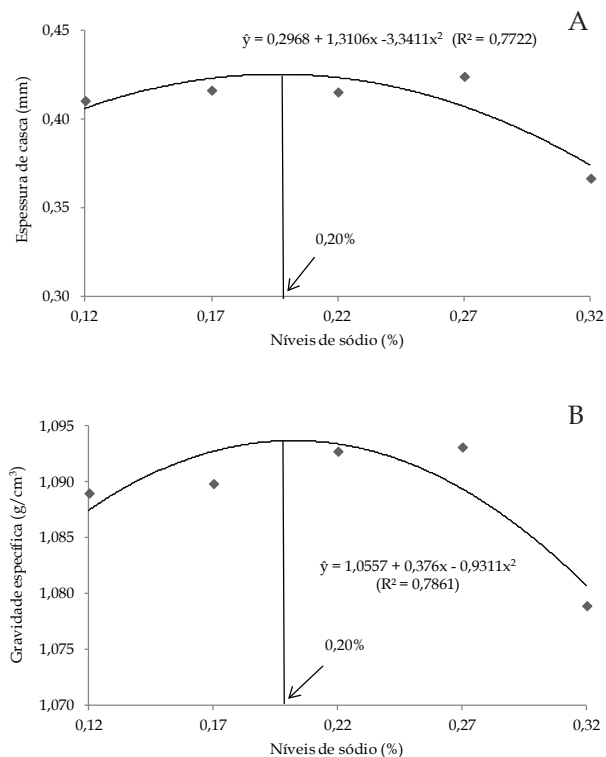 A
ŷ = 0,2968 + 1,3106x -3,3411x² (R² = 0,7722)
0,45
0,40
0,35
0,30
Espessura de casca (mm)
0,20%
0,12 0,17 0,22 0,27 0,32
Níveis de sódio (%)
B
1,095
1,090
1,085
1,080
1,075
1,070
Gravidade específica (g/cm³)
ŷ = 1,0557 + 0,376x - 0,9311x²
(R² = 0,7861)
0,20%
0,12 0,17 0,22 0,27 0,32
Níveis de sódio (%)